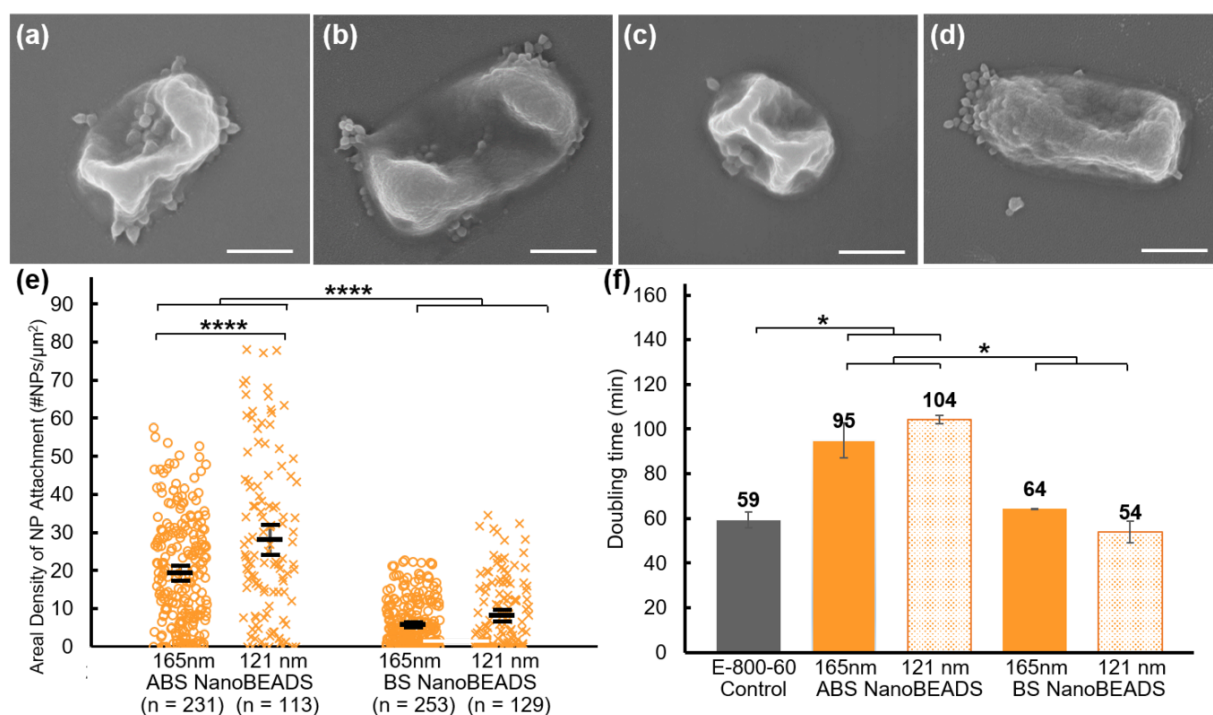 (a)
(b)
(c)
(d)
(e)
Areal Density of NP Attachment (#NPs/μm²)
90
80
70
60
50
40
30
20
10
0
****
****
165nm 121 nm 165nm 121 nm
ABS NanoBEADS BS NanoBEADS
(n = 231) (n = 113) (n = 253) (n = 129)
(f)
Doubling time (min)
160
140
120
100
80
60
40
20
0
*
*
59
95
104
64
54
E-800-60 165nm 121 nm 165nm 121 nm
Control ABS NanoBEADS BS NanoBEADS